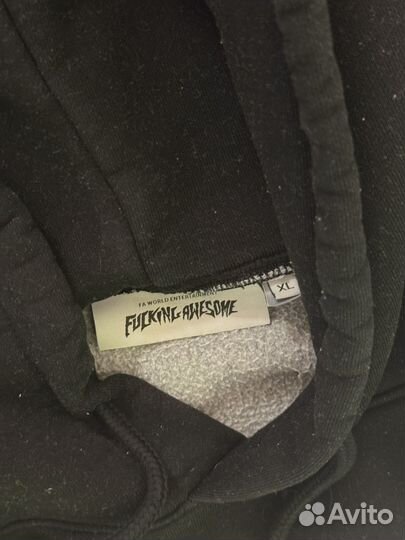 FA WORLD ENTERTAINMENT
FUCKING AWESOME
XL
Avito